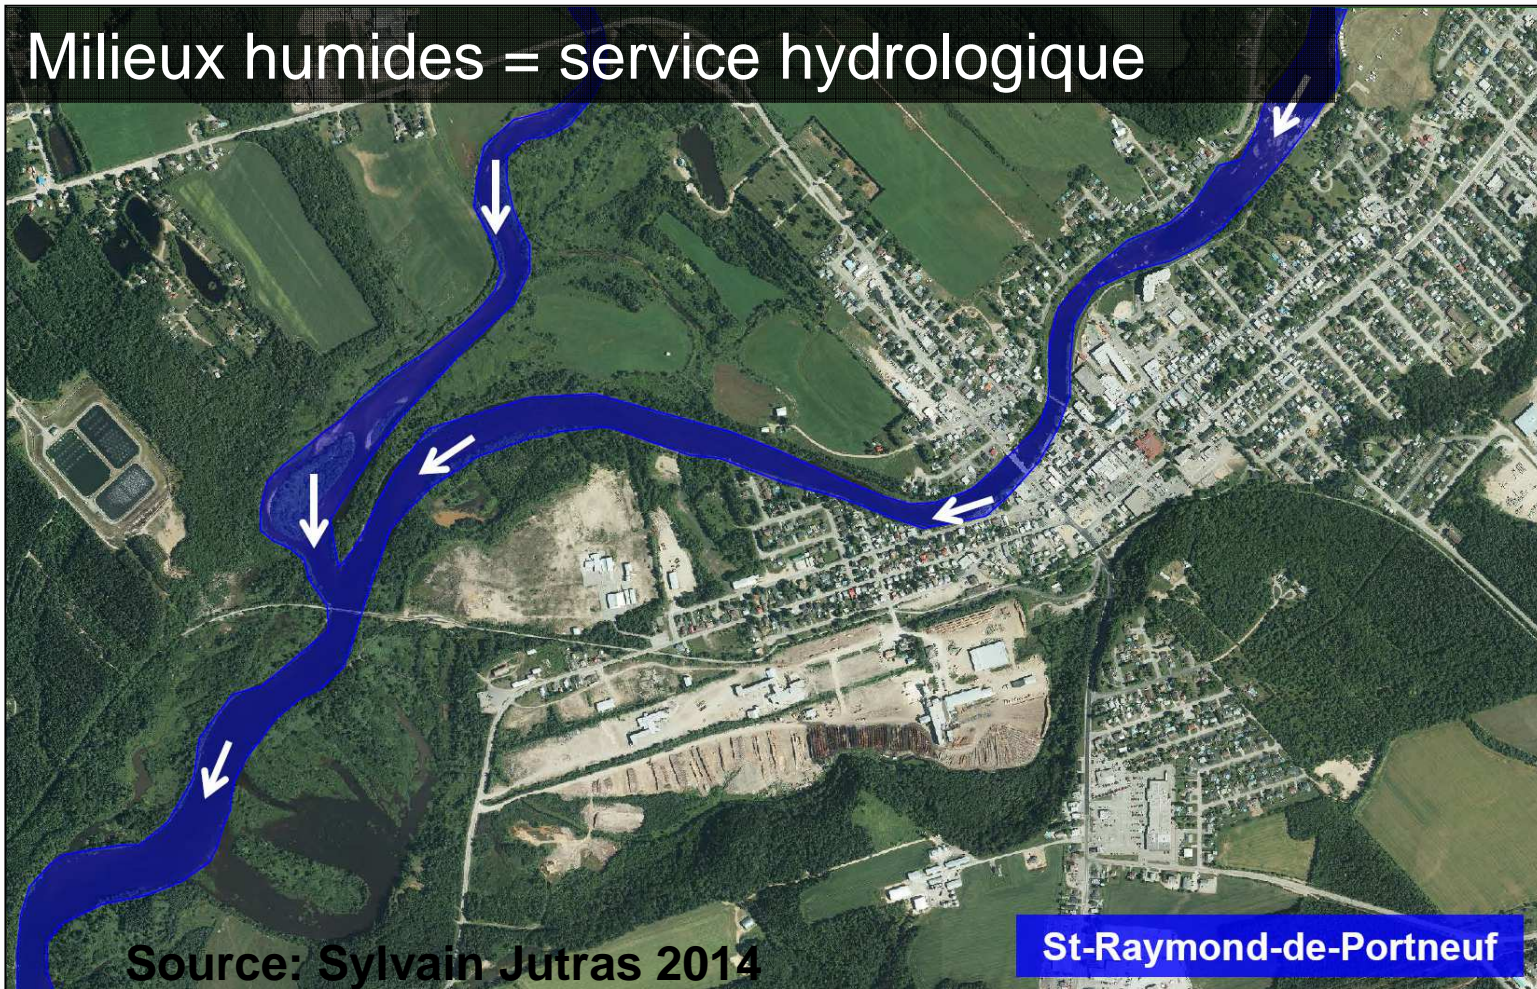 Milieux humides = service hydrologique
Source: Sylvain Jutras 2014
St-Raymond-de-Portneuf